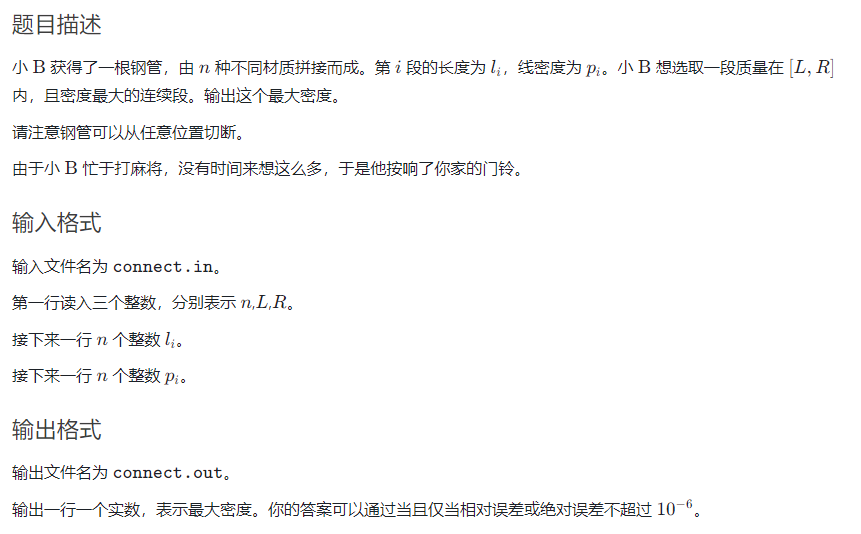 题目描述
小 B 获得了一根钢管，由 n 种不同材质拼接而成。第 i 段的长度为 l_i，线密度为 p_i。小 B 想选取一段质量在 [L, R]
内，且密度最大的连续段。输出这个最大密度。
请注意钢管可以从任意位置切断。
由于小 B 忙于打麻将，没有时间来想这么多，于是他按响了你家的门铃。
输入格式
输入文件名为 connect.in。
第一行读入三个整数，分别表示 n,L,R。
接下来一行 n 个整数 l_i。
接下来一行 n 个整数 p_i。
输出格式
输出文件名为 connect.out。
输出一行一个实数，表示最大密度。你的答案可以通过当且仅当相对误差或绝对误差不超过 10^{-6}。